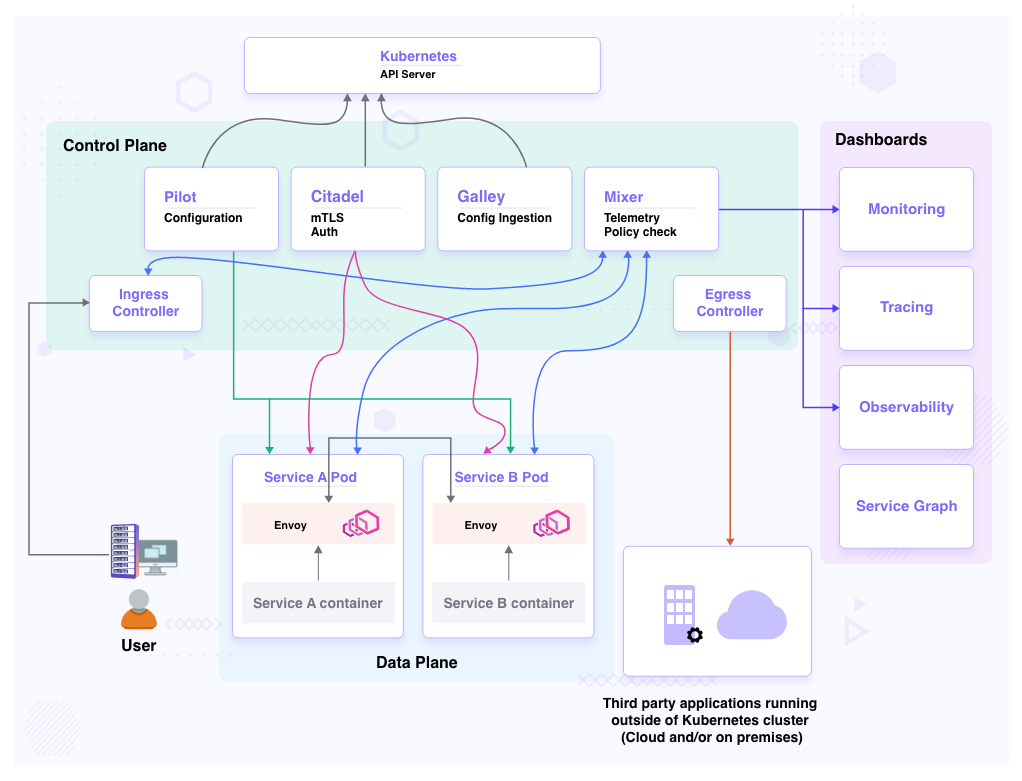 Kubernetes
API Server
Control Plane
Dashboards
Pilot
Configuration
Citadel
mTLS
Auth
Galley
Config Ingestion
Mixer
Telemetry
Policy check
Monitoring
Ingress
Controller
Egress
Controller
Tracing
Observability
Service Graph
Service A Pod
Envoy
Service A container
Service B Pod
Envoy
Service B container
Data Plane
User
Third party applications running
outside of Kubernetes cluster
(Cloud and/or on premises)